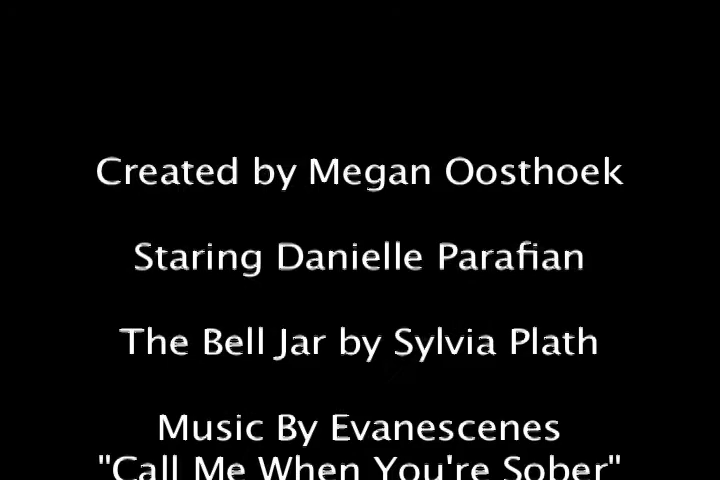 Created by Megan Oosthoek
Staring Danielle Parafian
The Bell Jar by Sylvia Plath
Music By Evanescenes
"Call Me When You're Sober"